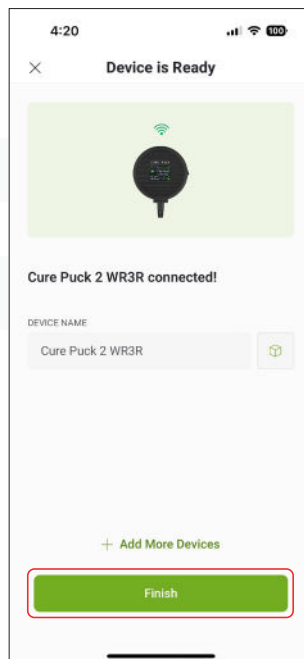 4:20
100
Device is Ready
Cure Puck 2 WR3R connected!
DEVICE NAME
Cure Puck 2 WR3R
+ Add More Devices
Finish